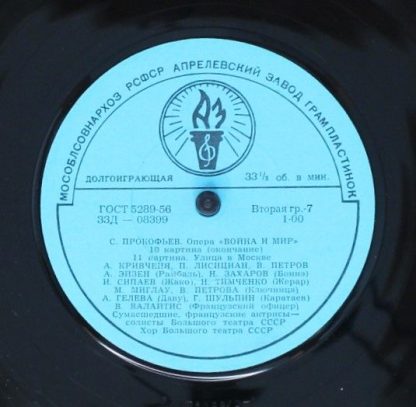 МОСОБЛСОВНАРХОЗ РСФСР АПРЕЛЕВСКИЙ ЗАВОД ГРАМПЛАСТИНОК
АЗ
ДОЛГОИГРАЮЩАЯ 33⅓ об. в мин.
ГОСТ 5289-56 Вторая гр.-7
33Д — 08399 1-00
С. ПРОКОФЬЕВ. Опера «ВОЙНА И МИР»
10 картина (окончание)
11 картина. Улица в Москве
А. КРИВЧЕНЯ, П. ЛИСИЦИАН, В. ПЕТРОВ
А. ЭЙЗЕН (Рамбаль), Н. ЗАХАРОВ (Бонэ)
И. СИПАЕВ (Жако), Н. ТИМЧЕНКО (Жерар)
М. МИГЛАУ, В. ПЕТРОВА (Ключница)
А. ГЕЛЕВА (Даву), Г. ШУЛЬПИН (Каратаев)
В. ВАЛАЙТИС (Французский офицер)
Сумасшедшие, французские актрисы—
солисты Большого театра СССР
Хор Большого театра СССР